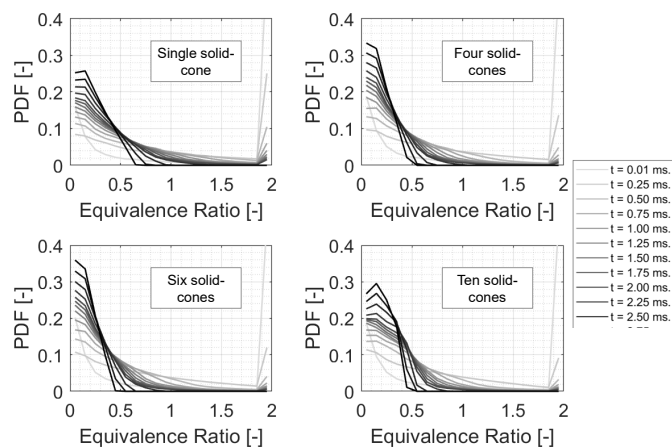 0.4
0.3
0.2
0.1
0
PDF [-]
Single solid-
cone
0
0.5
1
1.5
2
Equivalence Ratio [-]
0.4
0.3
0.2
0.1
0
PDF [-]
Four solid-
cones
0
0.5
1
1.5
2
Equivalence Ratio [-]
0.4
0.3
0.2
0.1
0
PDF [-]
Six solid-
cones
0
0.5
1
1.5
2
Equivalence Ratio [-]
0.4
0.3
0.2
0.1
0
PDF [-]
Ten solid-
cones
0
0.5
1
1.5
2
Equivalence Ratio [-]
t = 0.01 ms.
t = 0.25 ms.
t = 0.50 ms.
t = 0.75 ms.
t = 1.00 ms.
t = 1.25 ms.
t = 1.50 ms.
t = 1.75 ms.
t = 2.00 ms.
t = 2.25 ms.
t = 2.50 ms.